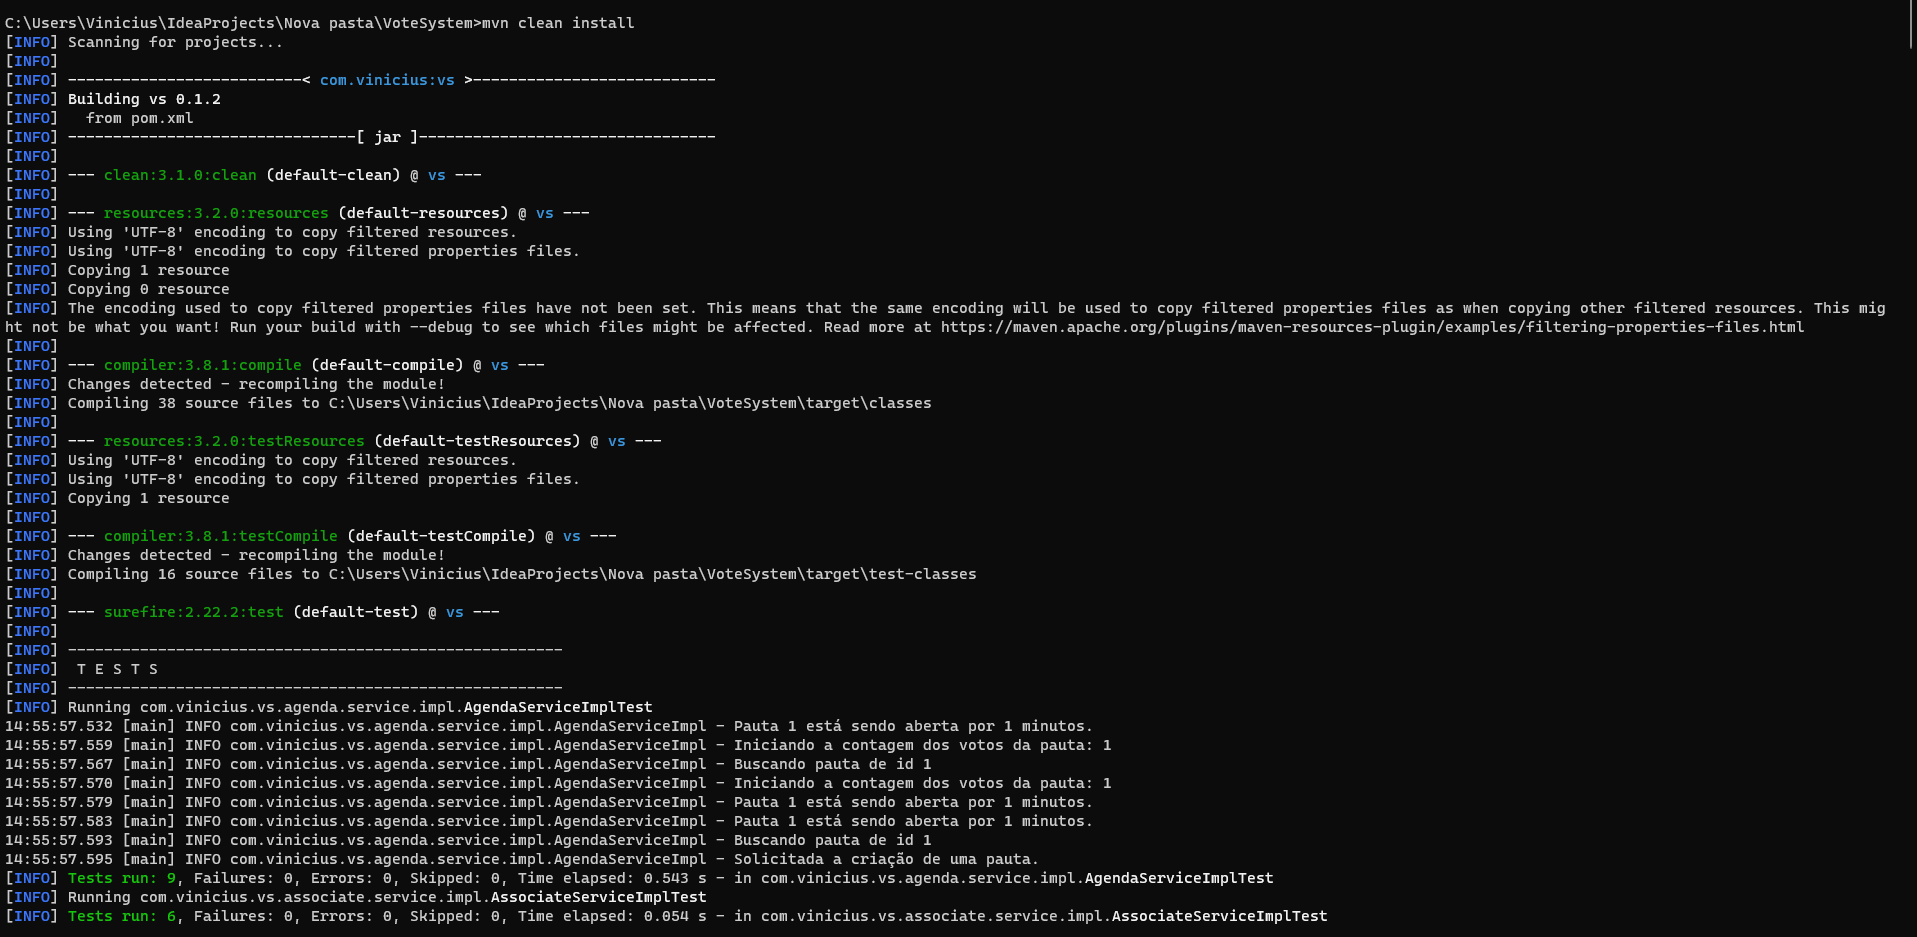 C:\Users\Vinicius\IdeaProjects\Nova pasta\VoteSystem>mvn clean install
[INFO] Scanning for projects...
[INFO]
[INFO] --------------------------< com.vinicius:vs >---------------------------
[INFO] Building vs 0.1.2
[INFO]   from pom.xml
[INFO] --------------------------------[ jar ]---------------------------------
[INFO]
[INFO] --- clean:3.1.0:clean (default-clean) @ vs ---
[INFO]
[INFO] --- resources:3.2.0:resources (default-resources) @ vs ---
[INFO] Using 'UTF-8' encoding to copy filtered resources.
[INFO] Using 'UTF-8' encoding to copy filtered properties files.
[INFO] Copying 1 resource
[INFO] Copying 0 resource
[INFO] The encoding used to copy filtered properties files have not been set. This means that the same encoding will be used to copy filtered properties files as when copying other filtered resources. This mig
ht not be what you want! Run your build with --debug to see which files might be affected. Read more at https://maven.apache.org/plugins/maven-resources-plugin/examples/filtering-properties-files.html
[INFO]
[INFO] --- compiler:3.8.1:compile (default-compile) @ vs ---
[INFO] Changes detected - recompiling the module!
[INFO] Compiling 38 source files to C:\Users\Vinicius\IdeaProjects\Nova pasta\VoteSystem\target\classes
[INFO]
[INFO] --- resources:3.2.0:testResources (default-testResources) @ vs ---
[INFO] Using 'UTF-8' encoding to copy filtered resources.
[INFO] Using 'UTF-8' encoding to copy filtered properties files.
[INFO] Copying 1 resource
[INFO]
[INFO] --- compiler:3.8.1:testCompile (default-testCompile) @ vs ---
[INFO] Changes detected - recompiling the module!
[INFO] Compiling 16 source files to C:\Users\Vinicius\IdeaProjects\Nova pasta\VoteSystem\target\test-classes
[INFO]
[INFO] --- surefire:2.22.2:test (default-test) @ vs ---
[INFO]
[INFO] -------------------------------------------------------
[INFO]  T E S T S
[INFO] -------------------------------------------------------
[INFO] Running com.vinicius.vs.agenda.service.impl.AgendaServiceImplTest
14:55:57.532 [main] INFO com.vinicius.vs.agenda.service.impl.AgendaServiceImpl - Pauta 1 está sendo aberta por 1 minutos.
14:55:57.559 [main] INFO com.vinicius.vs.agenda.service.impl.AgendaServiceImpl - Iniciando a contagem dos votos da pauta: 1
14:55:57.567 [main] INFO com.vinicius.vs.agenda.service.impl.AgendaServiceImpl - Buscando pauta de id 1
14:55:57.570 [main] INFO com.vinicius.vs.agenda.service.impl.AgendaServiceImpl - Iniciando a contagem dos votos da pauta: 1
14:55:57.579 [main] INFO com.vinicius.vs.agenda.service.impl.AgendaServiceImpl - Pauta 1 está sendo aberta por 1 minutos.
14:55:57.583 [main] INFO com.vinicius.vs.agenda.service.impl.AgendaServiceImpl - Pauta 1 está sendo aberta por 1 minutos.
14:55:57.593 [main] INFO com.vinicius.vs.agenda.service.impl.AgendaServiceImpl - Buscando pauta de id 1
14:55:57.595 [main] INFO com.vinicius.vs.agenda.service.impl.AgendaServiceImpl - Solicitada a criação de uma pauta.
[INFO] Tests run: 9, Failures: 0, Errors: 0, Skipped: 0, Time elapsed: 0.543 s - in com.vinicius.vs.agenda.service.impl.AgendaServiceImplTest
[INFO] Running com.vinicius.vs.associate.service.impl.AssociateServiceImplTest
[INFO] Tests run: 6, Failures: 0, Errors: 0, Skipped: 0, Time elapsed: 0.054 s - in com.vinicius.vs.associate.service.impl.AssociateServiceImplTest